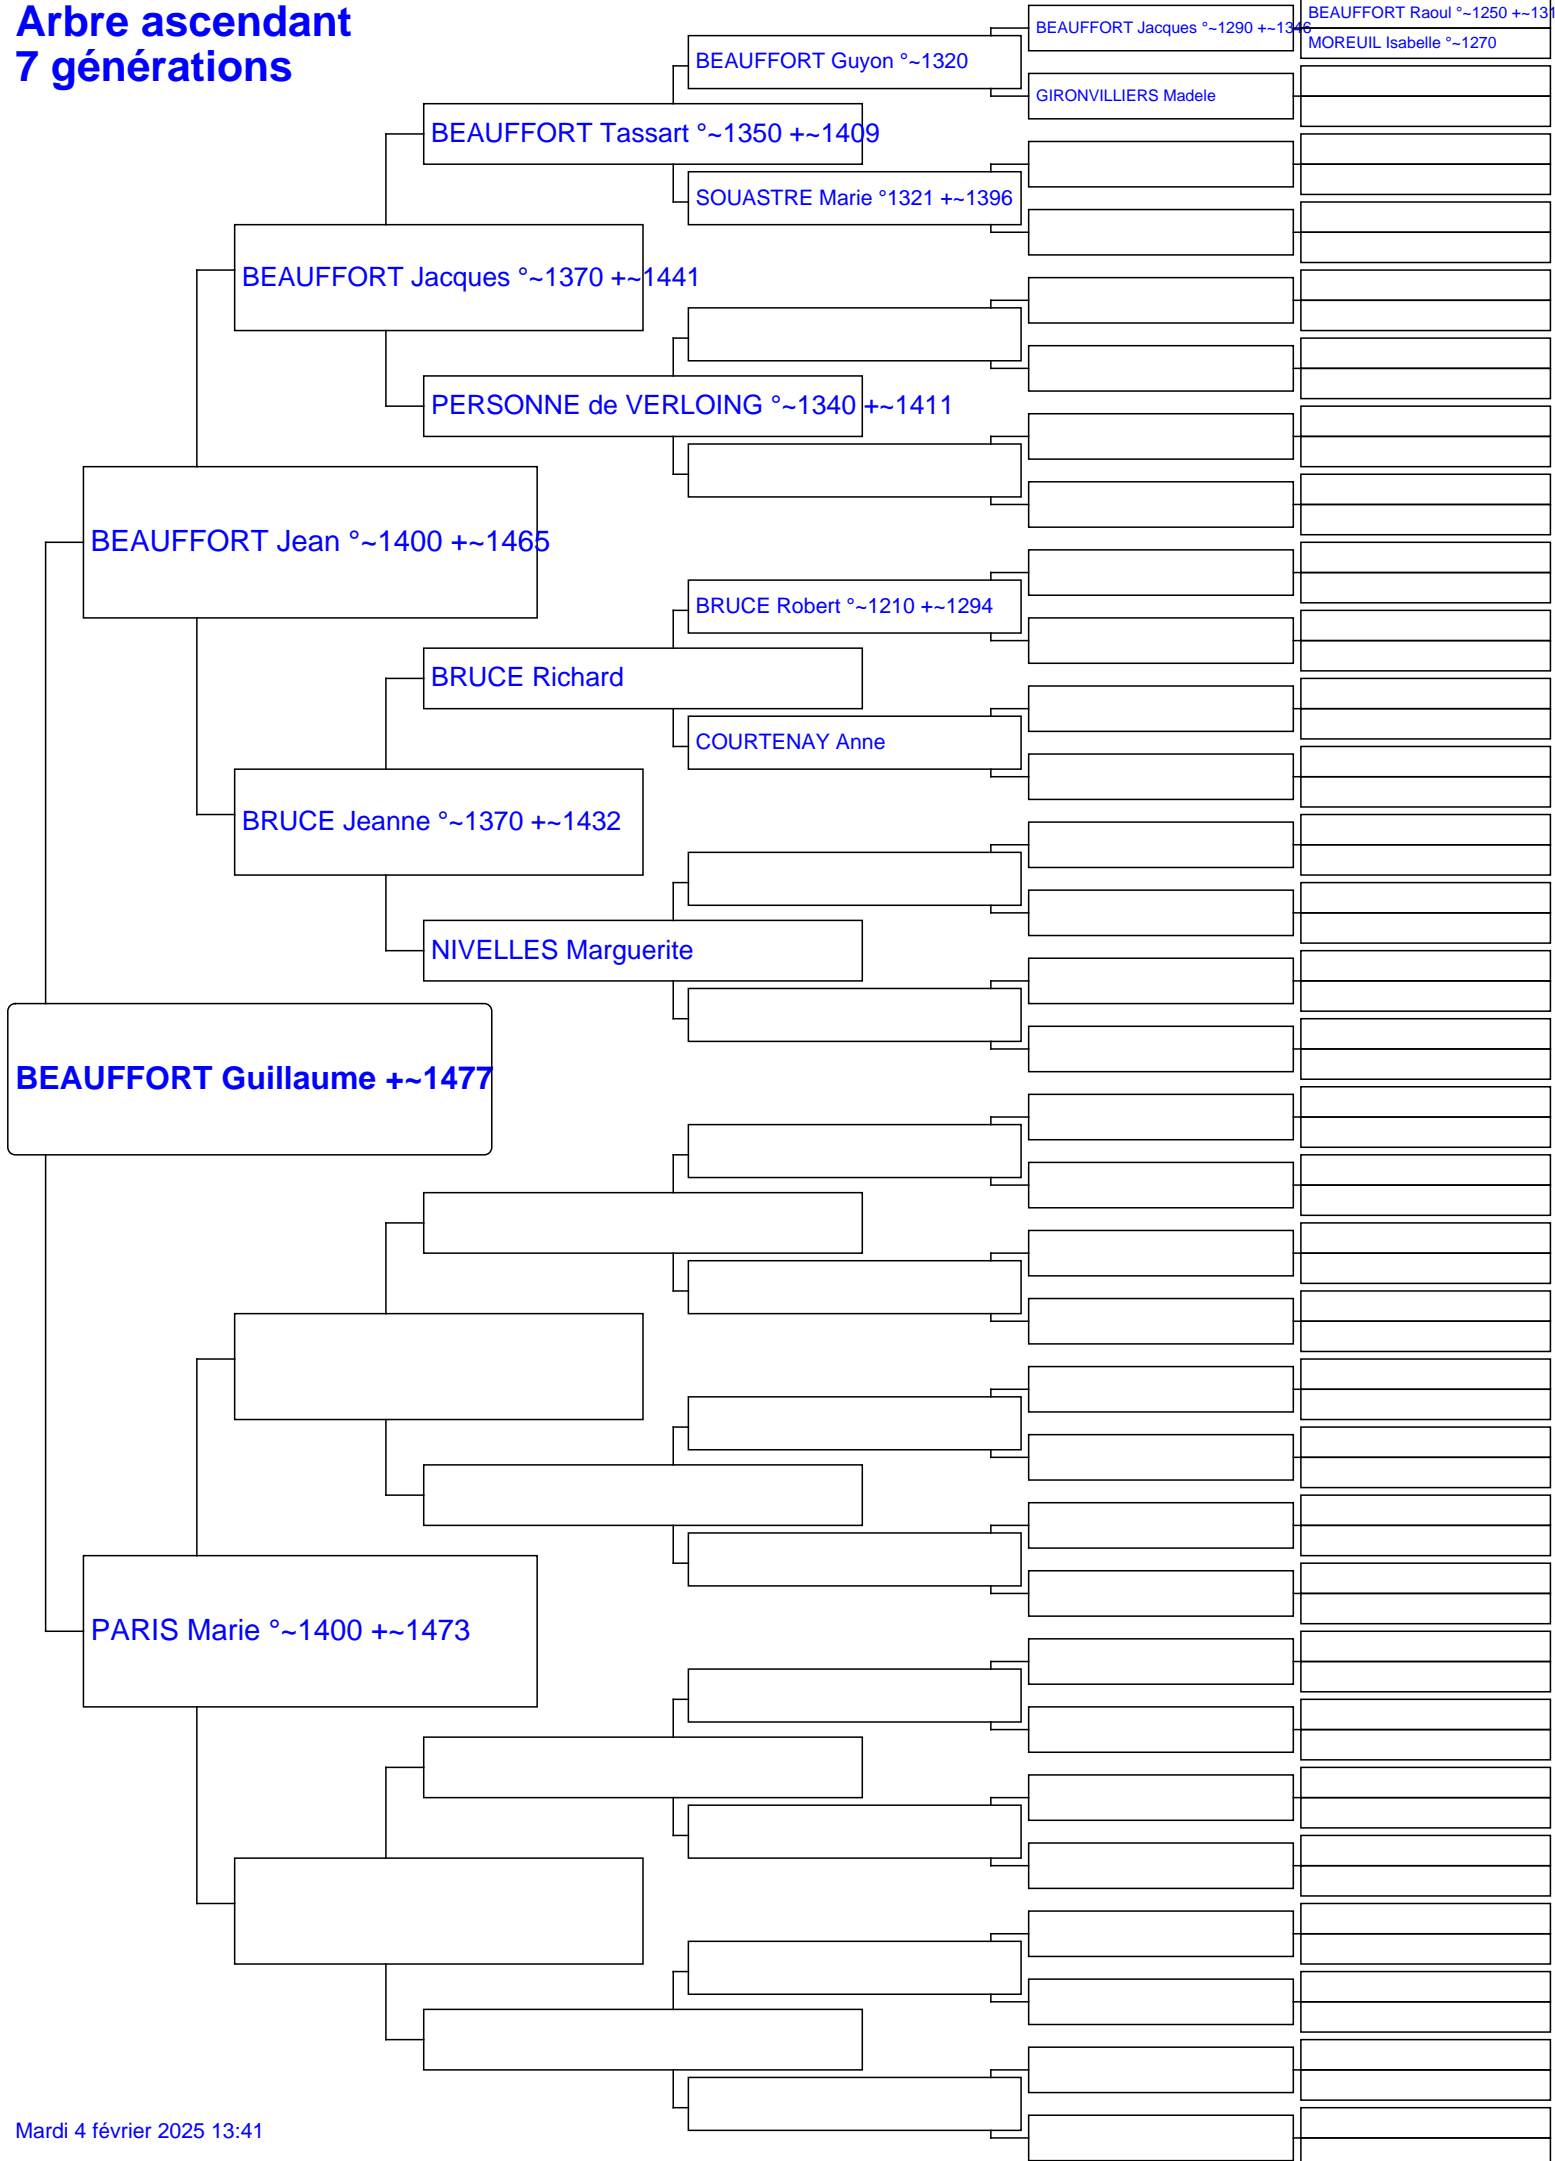 Arbre ascendant
7 générations
BEAUFFORT Raoul °~1250 +~131
BEAUFFORT Jacques °~1290 +~1346
MOREUIL Isabelle °~1270
BEAUFFORT Guyon °~1320
GIRONVILLIERS Madele
BEAUFFORT Tassart °~1350 +~1409
SOUASTRE Marie °1321 +~1396
BEAUFFORT Jacques °~1370 +~1441
PERSONNE de VERLOING °~1340 +~1411
BEAUFFORT Jean °~1400 +~1465
BRUCE Robert °~1210 +~1294
BRUCE Richard
COURTENAY Anne
BRUCE Jeanne °~1370 +~1432
NIVELLES Marguerite
BEAUFFORT Guillaume +~1477
PARIS Marie °~1400 +~1473
Mardi 4 février 2025 13:41